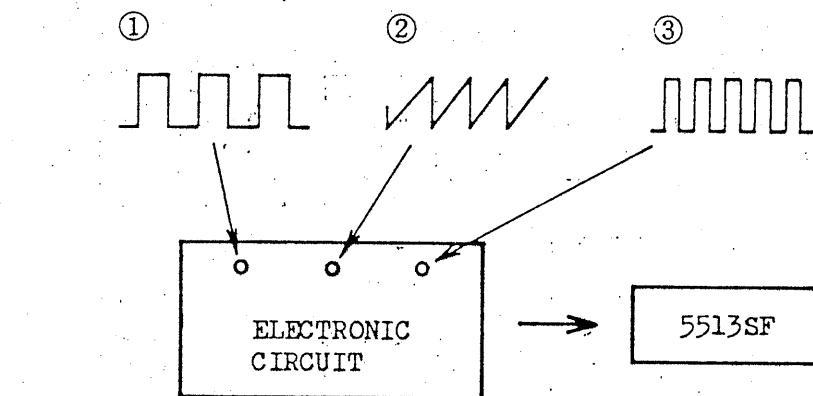 ① ② ③
ELECTRONIC
CIRCUIT
5513SF